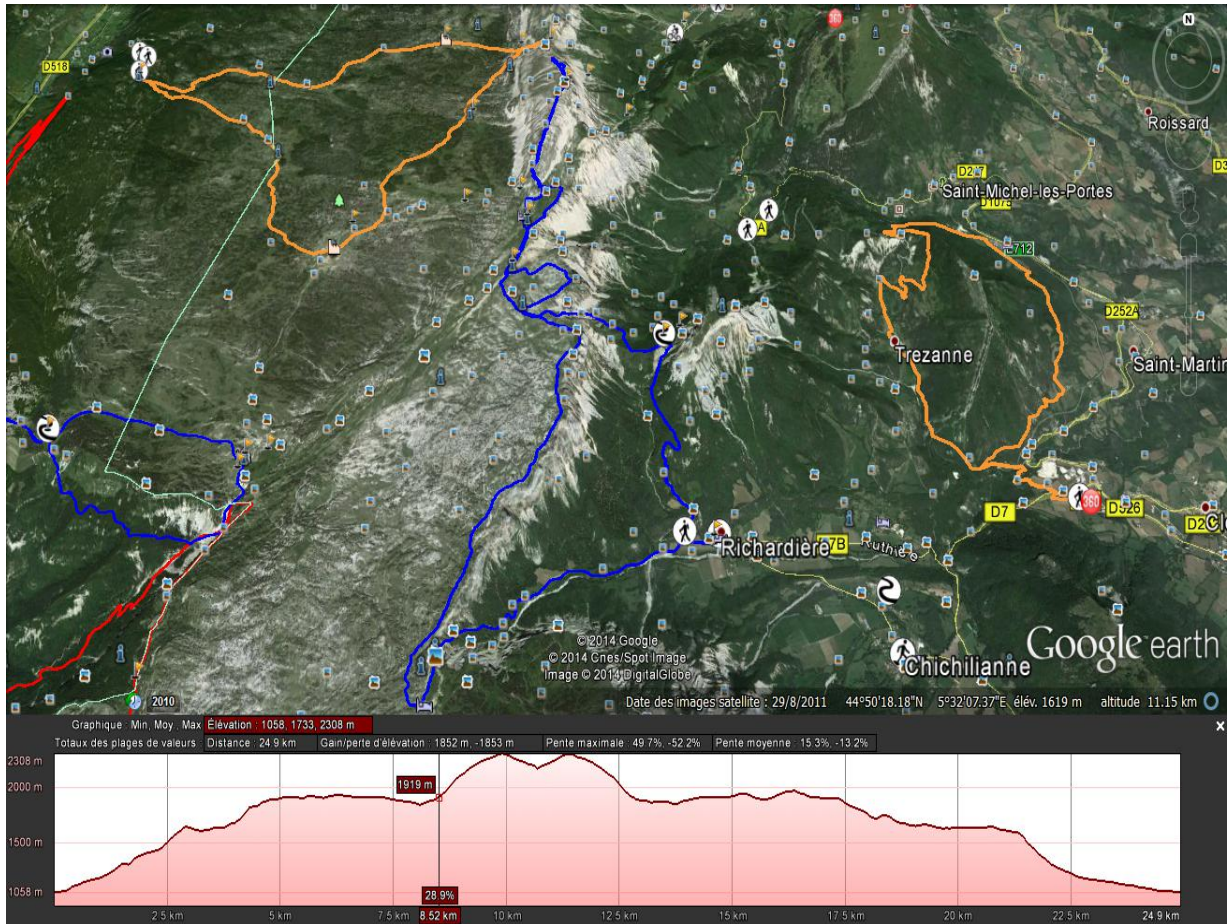 N
D518
360
Roissard
Saint-Michel-les-Portes
D1075
712
D252A
Trezanne
Saint-Martin
360
D7
D526
Richardière
7B
Ruthière
Chichilianne
© 2014 Google
© 2014 Cnes/Spot Image
Image © 2014 DigitalGlobe
Google earth
2010
Date des images satellite : 29/8/2011 44°50'18.18"N 5°32'07.37"E élév. 1619 m altitude 11.15 km
Graphique : Min, Moy., Max Élévation : 1058, 1733, 2308 m
x
Totaux des plages de valeurs : Distance : 24.9 km Gain/perte d'élévation : 1852 m, -1853 m Pente maximale : 49.7%, -52.2% Pente moyenne : 15.3%, -13.2%
2308 m
2000 m
1919 m
1500 m
1058 m
28.9%
2.5 km 5 km 7.5 km 8.52 km 10 km 12.5 km 15 km 17.5 km 20 km 22.5 km 24.9 km